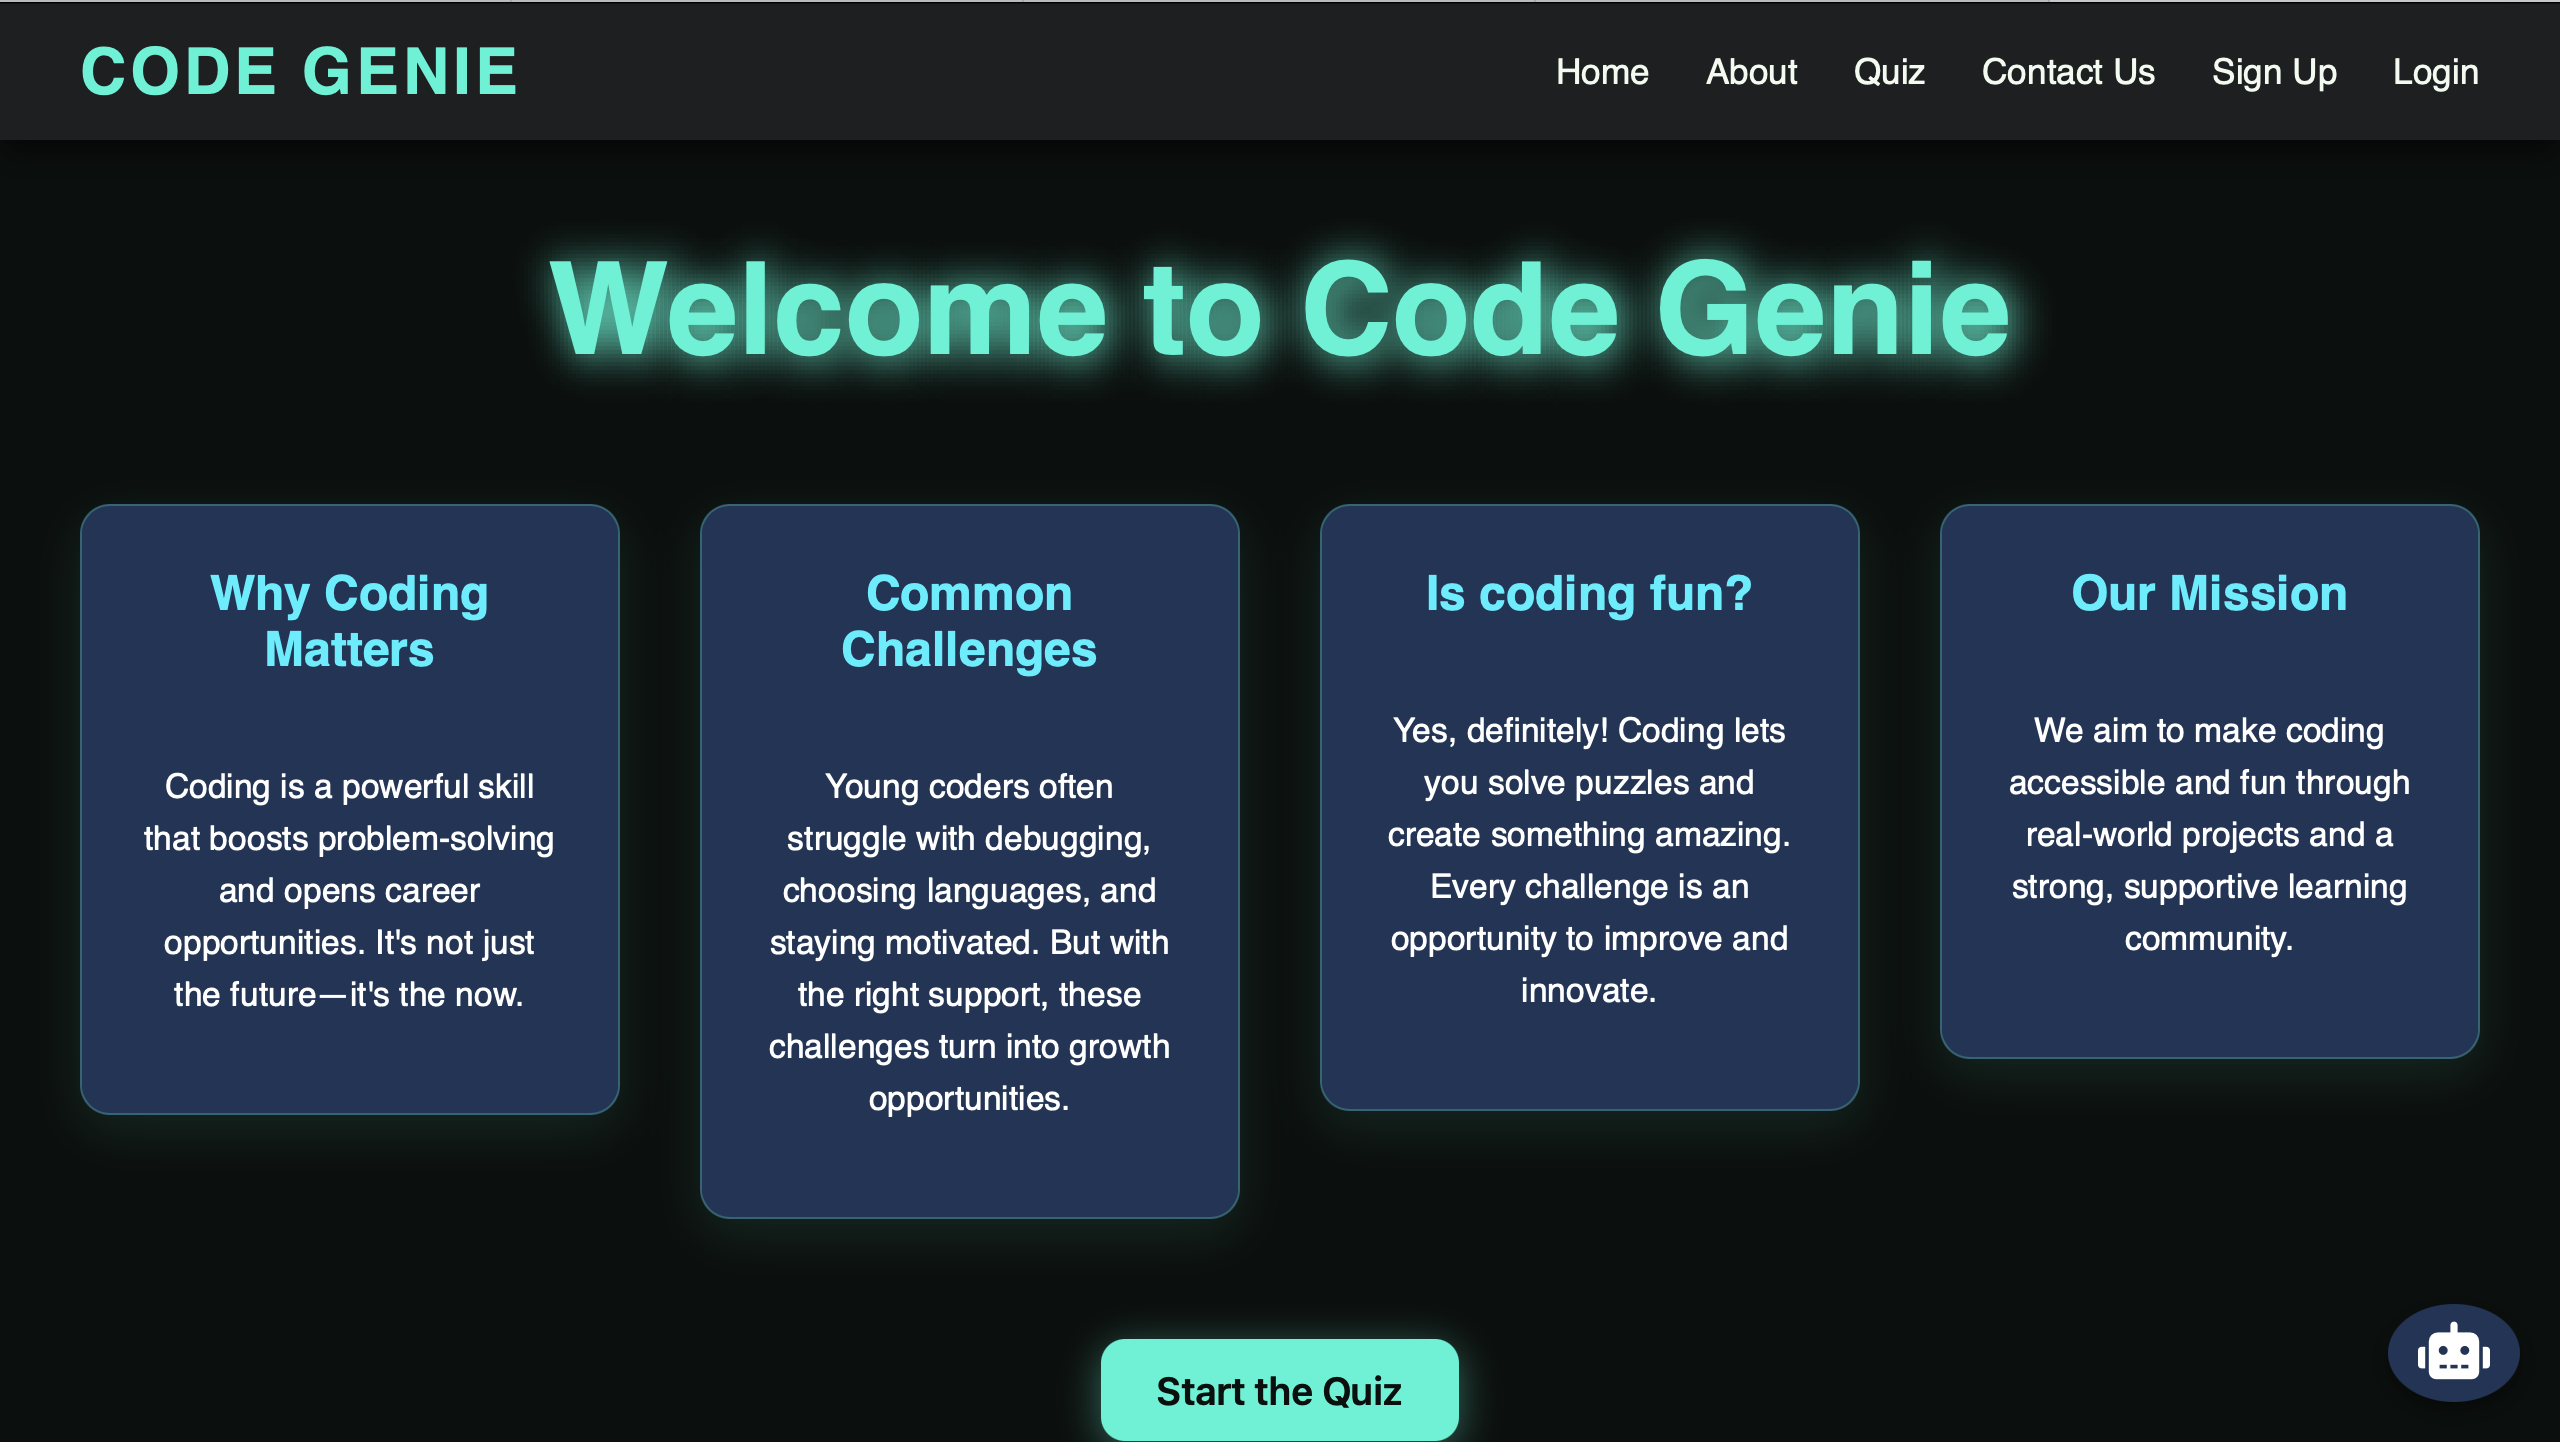 CODE GENIE
Home About Quiz Contact Us Sign Up Login
Welcome to Code Genie
Why Coding
Matters
Coding is a powerful skill
that boosts problem-solving
and opens career
opportunities. It's not just
the future—it's the now.
Common
Challenges
Young coders often
struggle with debugging,
choosing languages, and
staying motivated. But with
the right support, these
challenges turn into growth
opportunities.
Is coding fun?
Yes, definitely! Coding lets
you solve puzzles and
create something amazing.
Every challenge is an
opportunity to improve and
innovate.
Our Mission
We aim to make coding
accessible and fun through
real-world projects and a
strong, supportive learning
community.
Start the Quiz